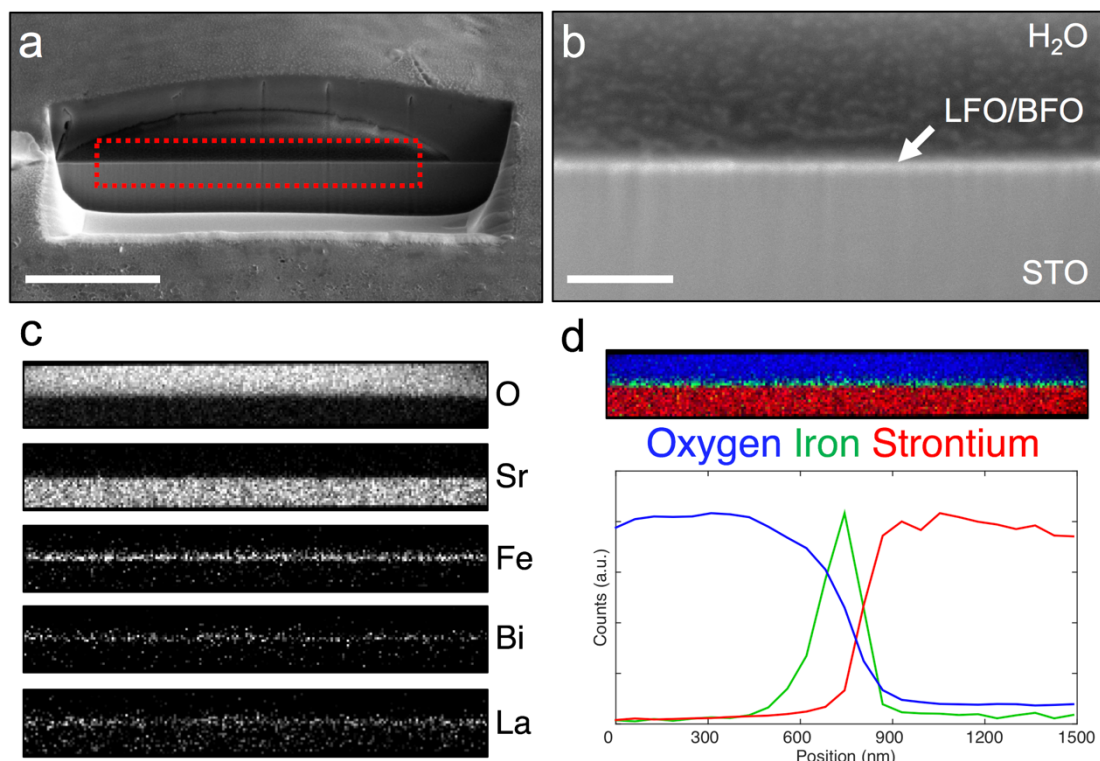 a
b
H₂O
LFO/BFO
STO
c
O
Sr
Fe
Bi
La
d
Oxygen Iron Strontium
Counts (a.u.)
0 300 600 900 1200 1500
Position (nm)